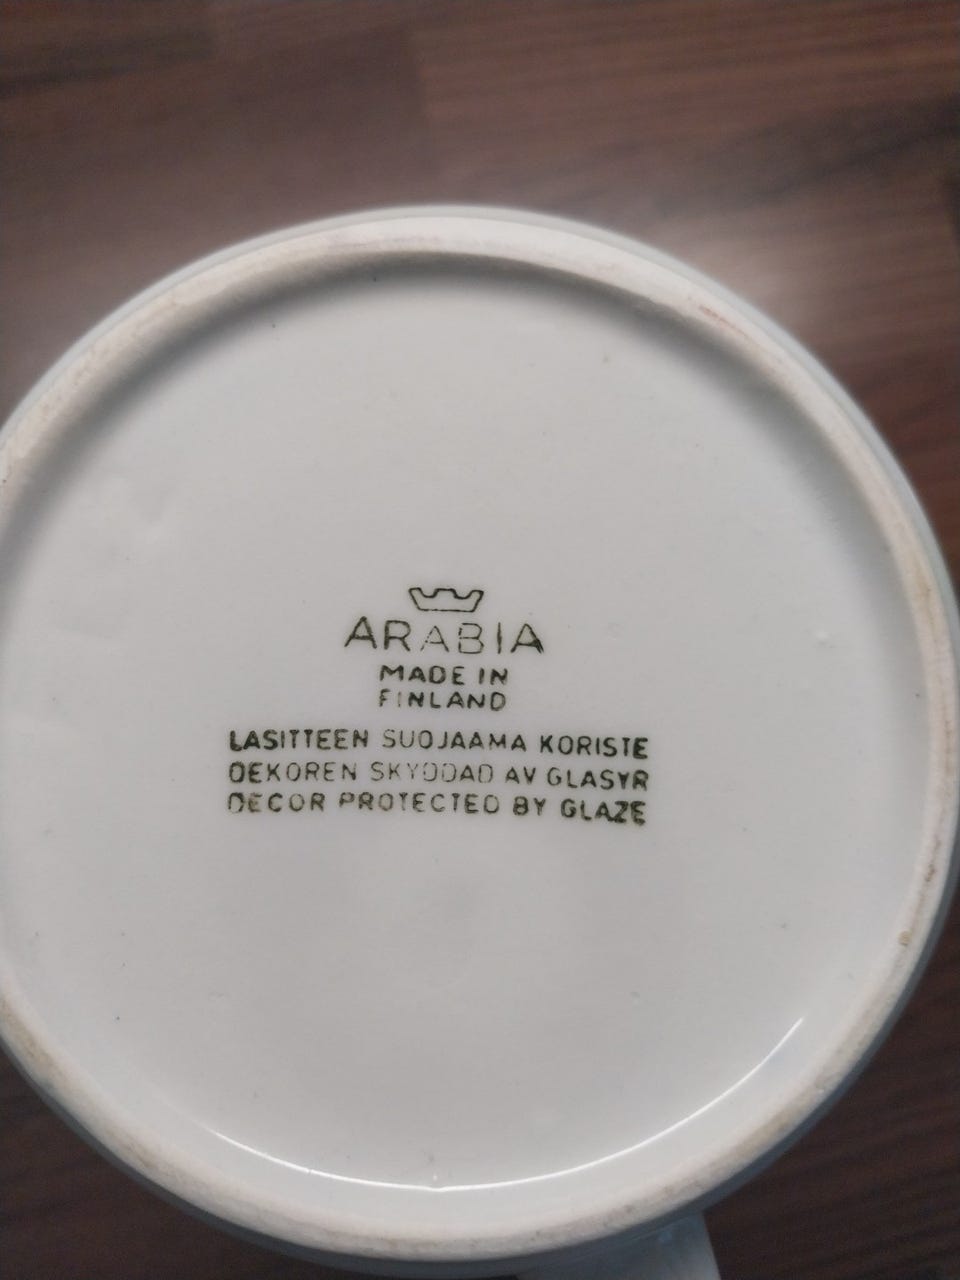 ARABIA
MADE IN
FINLAND
LASITTEEN SUOJAAMA KORISTE
DEKOREN SKYDDAD AV GLASYR
DECOR PROTECTED BY GLAZE